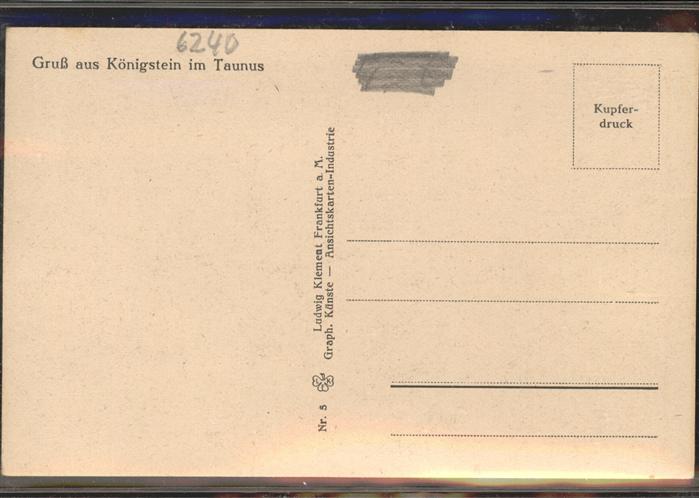 6240
Gruß aus Königstein im Taunus
Kupfer-
druck
Ludwig Klement Frankfurt a. M.
Graph. Künste — Ansichtskarten-Industrie
Nr. 5